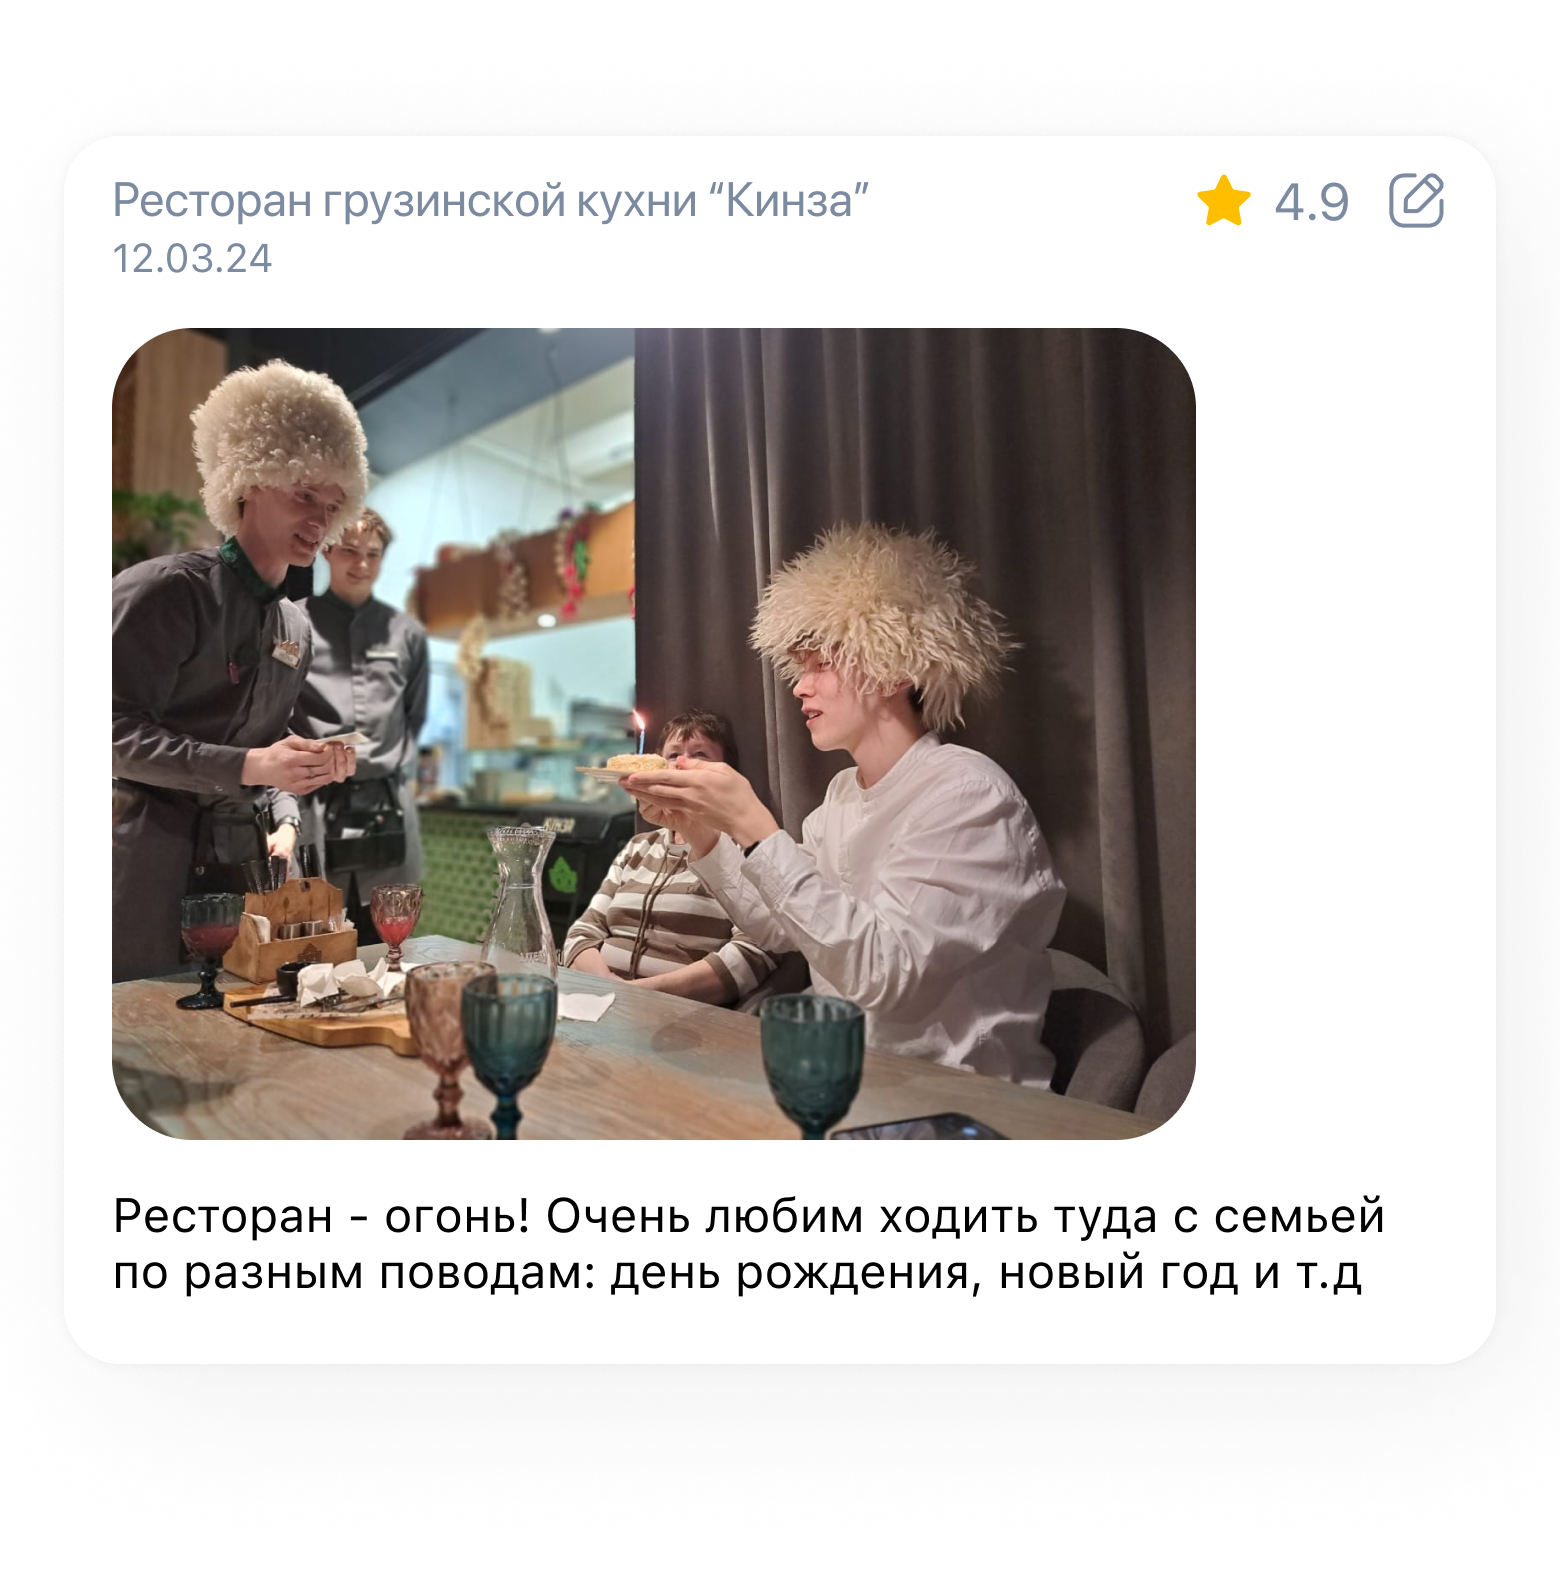 Ресторан грузинской кухни “Кинза”
4.9
12.03.24
КИНЗА
Ресторан - огонь! Очень любим ходить туда с семьей
по разным поводам: день рождения, новый год и т.д